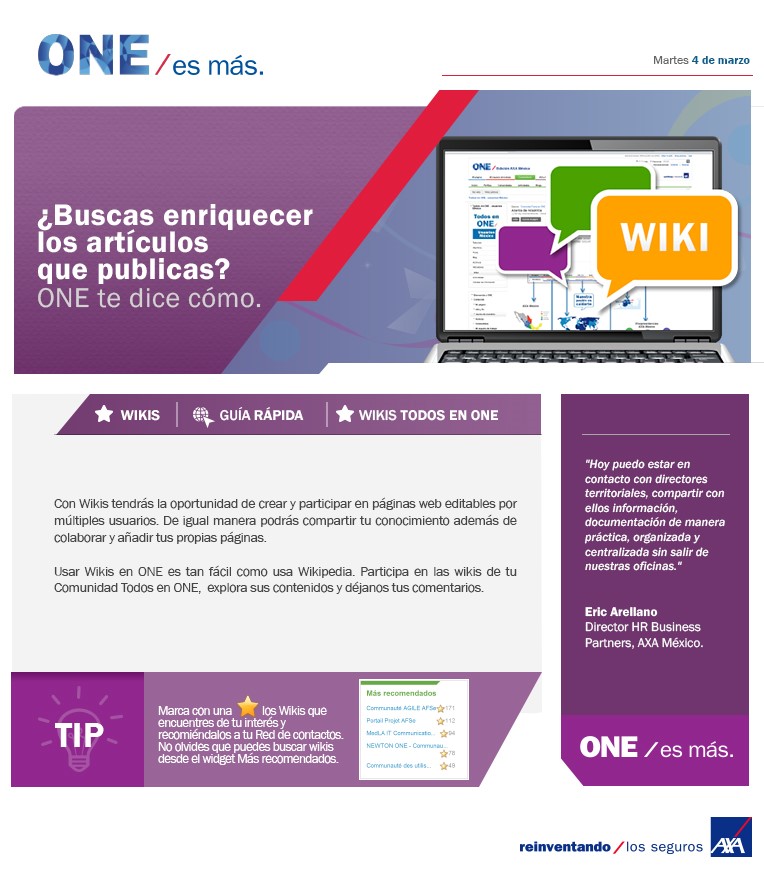 ONE / es más.
Martes 4 de marzo
¿Buscas enriquecer
los artículos
que publicas?
ONE te dice cómo.
ONE
Todos en
ONE
WIKI
WIKIS
GUÍA RÁPIDA
WIKIS TODOS EN ONE
Con Wikis tendrás la oportunidad de crear y participar en páginas web editables por
múltiples usuarios. De igual manera podrás compartir tu conocimiento además de
colaborar y añadir tus propias páginas.
Usar Wikis en ONE es tan fácil como usa Wikipedia. Participa en las wikis de tu
Comunidad Todos en ONE, explora sus contenidos y déjanos tus comentarios.
"Hoy puedo estar en
contacto con directores
territoriales, compartir con
ellos información,
documentación de manera
práctica, organizada y
centralizada sin salir de
nuestras oficinas."
Eric Arellano
Director HR Business
Partners, AXA México.
TIP
Marca con una los Wikis que
encuentres de tu interés y
recomiéndalos a tu Red de contactos.
No olvides que puedes buscar wikis
desde el widget Más recomendados.
Más recomendados
Communauté AGILE AFSe 171
Portail Projet AFSe 112
MedLA IT Communicatio... 94
NEWTON ONE – Communau...
78
Communauté des utilis... 49
ONE / es más.
reinventando / los seguros
AXA